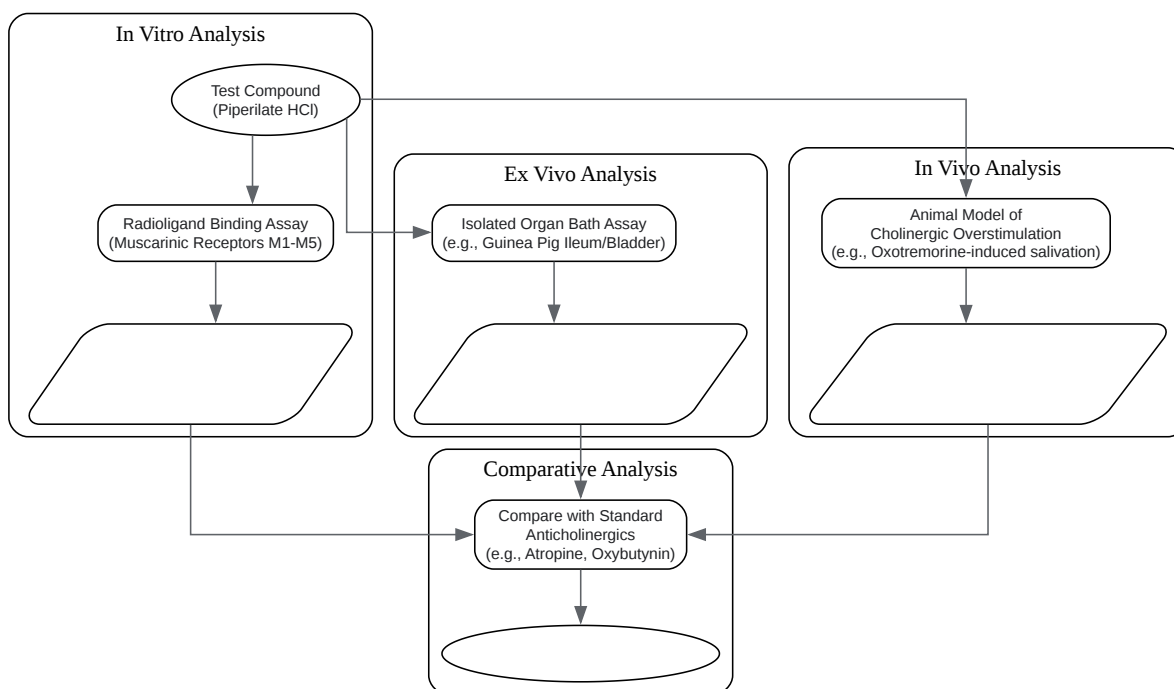 In Vitro Analysis
Test Compound
(Piperilate HCl)
Radioligand Binding Assay
(Muscarinic Receptors M1-M5)
Ex Vivo Analysis
Isolated Organ Bath Assay
(e.g., Guinea Pig Ileum/Bladder)
In Vivo Analysis
Animal Model of
Cholinergic Overstimulation
(e.g., Oxotremorine-induced salivation)
Comparative Analysis
Compare with Standard
Anticholinergics
(e.g., Atropine, Oxybutynin)